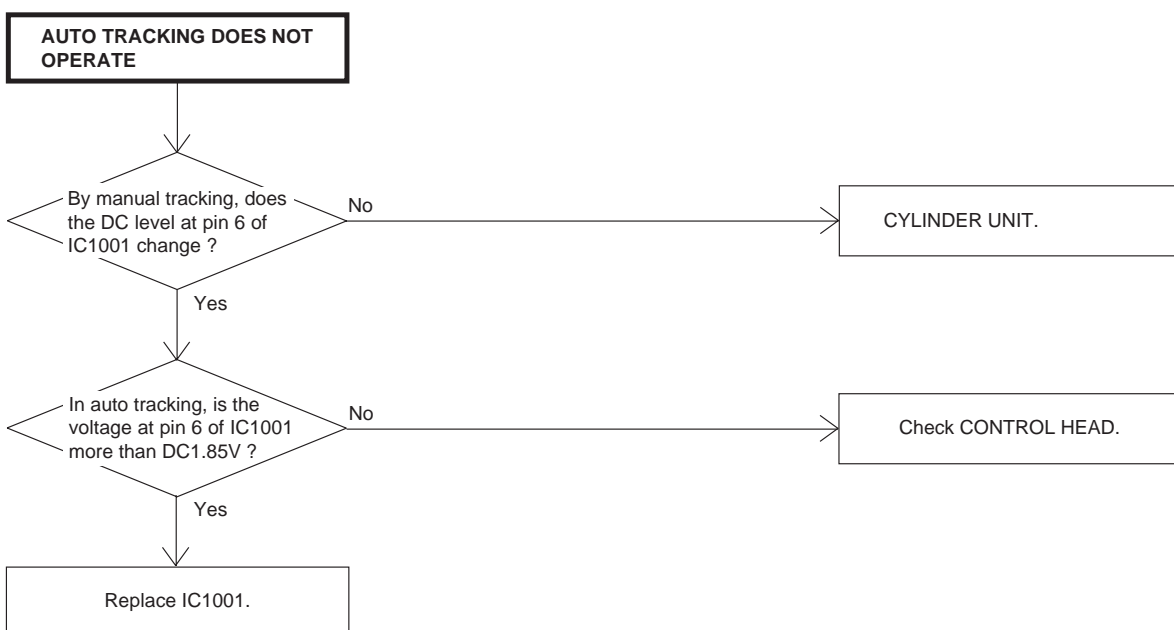 AUTO TRACKING DOES NOT
OPERATE
By manual tracking, does
the DC level at pin 6 of
IC1001 change ?
No
CYLINDER UNIT.
Yes
In auto tracking, is the
voltage at pin 6 of IC1001
more than DC1.85V ?
No
Check CONTROL HEAD.
Yes
Replace IC1001.